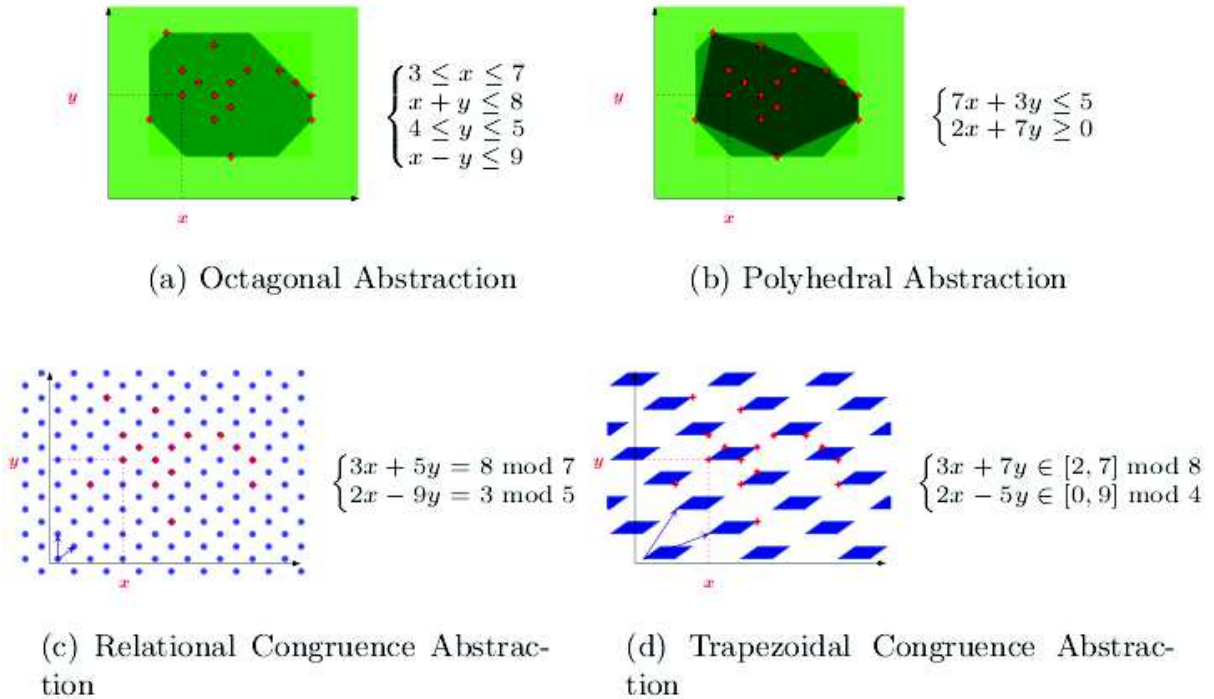 y
x
3 ≤ x ≤ 7
x + y ≤ 8
4 ≤ y ≤ 5
x − y ≤ 9
(a) Octagonal Abstraction
y
x
7x + 3y ≤ 5
2x + 7y ≥ 0
(b) Polyhedral Abstraction
y
x
3x + 5y = 8 mod 7
2x − 9y = 3 mod 5
(c) Relational Congruence Abstrac-
tion
y
x
3x + 7y ∈ [2, 7] mod 8
2x − 5y ∈ [0, 9] mod 4
(d) Trapezoidal Congruence Abstrac-
tion